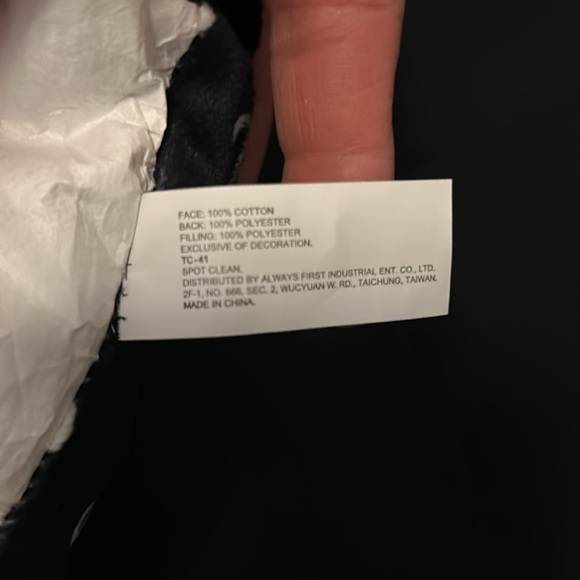 FACE: 100% COTTON
BACK: 100% POLYESTER
FILLING: 100% POLYESTER
EXCLUSIVE OF DECORATION.
TC-41
SPOT CLEAN.
DISTRIBUTED BY ALWAYS FIRST INDUSTRIAL ENT. CO., LTD.
2F-1, NO. 666, SEC. 2, WUCYUAN W. RD., TAICHUNG, TAIWAN.
MADE IN CHINA.